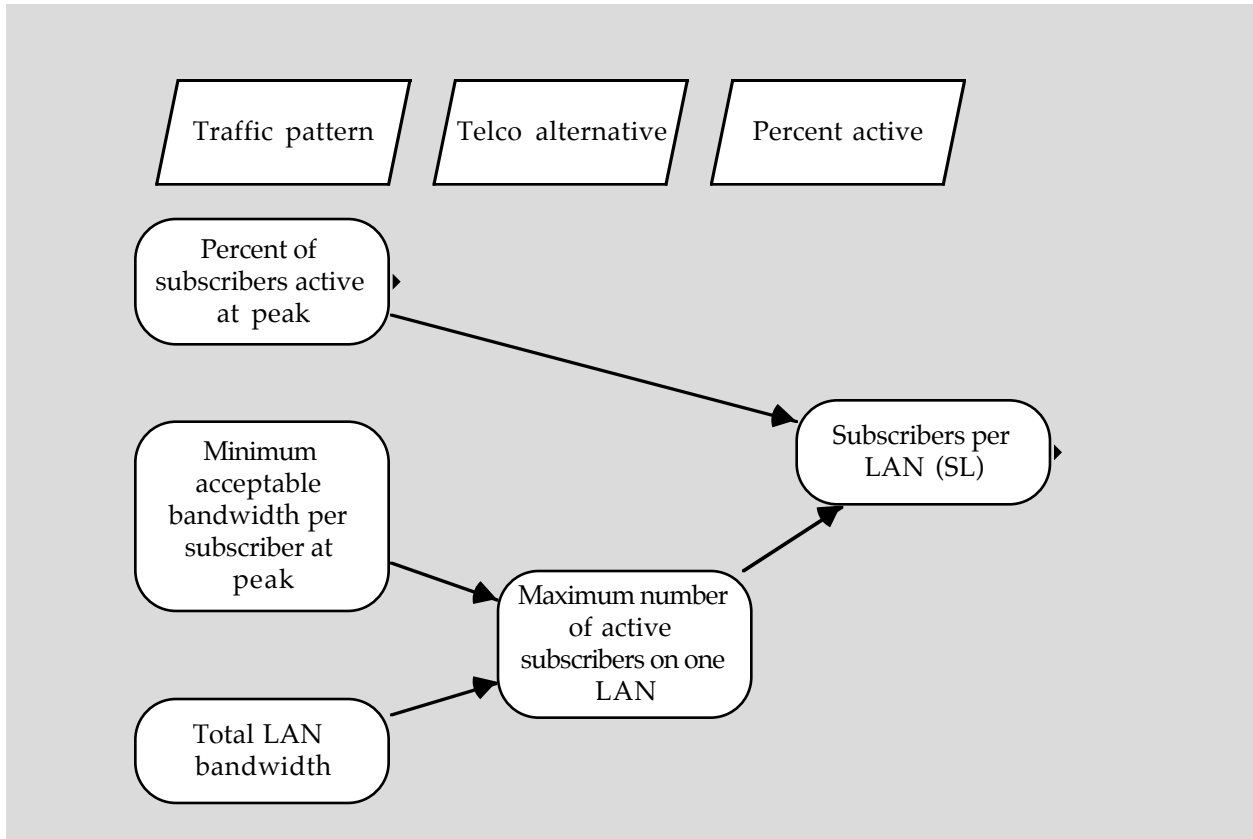 Traffic pattern
Telco alternative
Percent active
Percent of
subscribers active
at peak
Minimum
acceptable
bandwidth per
subscriber at
peak
Subscribers per
LAN (SL)
Maximum number
of active
subscribers on one
LAN
Total LAN
bandwidth